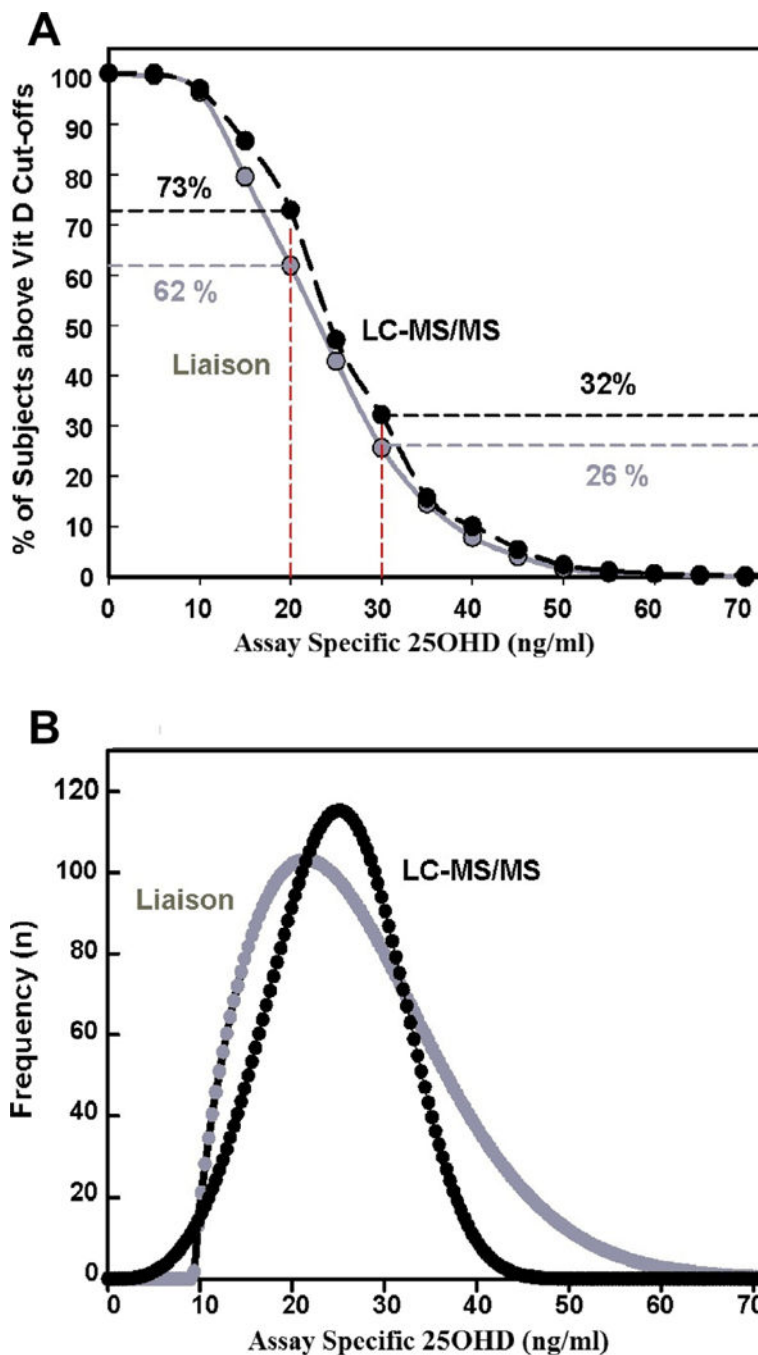 A
% of Subjects above Vit D Cut-offs
100
90
80
70
60
50
40
30
20
10
0
73%
62 %
LC-MS/MS
Liaison
32%
26 %
0 10 20 30 40 50 60 70
Assay Specific 25OHD (ng/ml)
B
Frequency (n)
120
100
80
60
40
20
0
Liaison
LC-MS/MS
0 10 20 30 40 50 60 70
Assay Specific 25OHD (ng/ml)